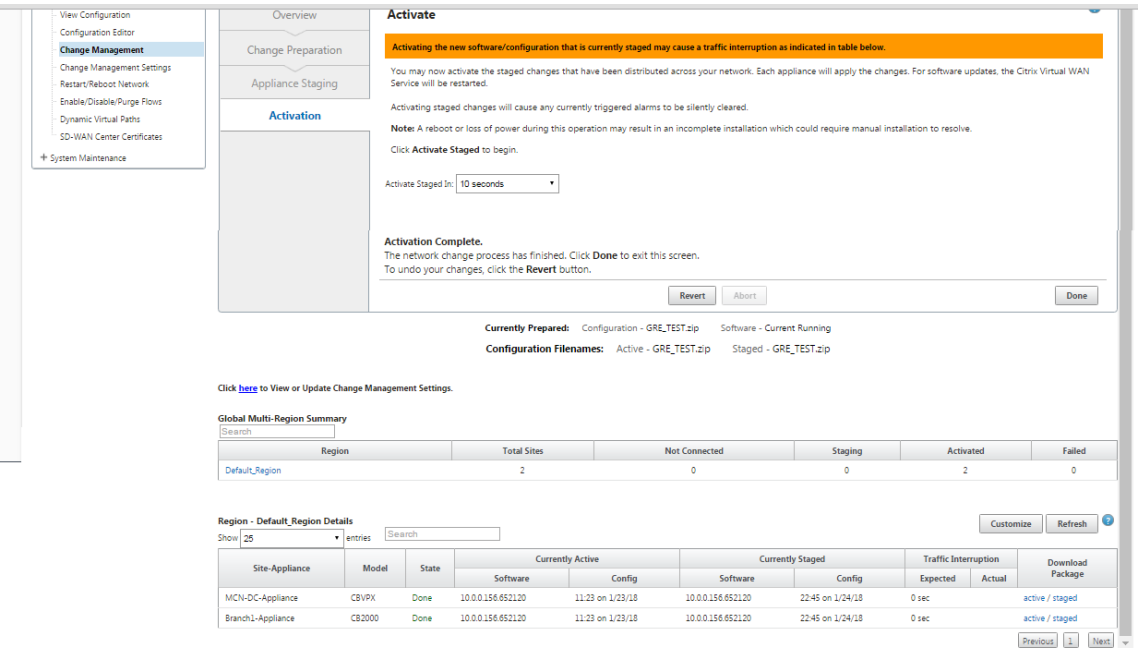 View Configuration
Configuration Editor
Change Management
Change Management Settings
Restart/Reboot Network
Enable/Disable/Purge Flows
Dynamic Virtual Paths
SD-WAN Center Certificates
+ System Maintenance
Overview
Change Preparation
Appliance Staging
Activation
Activate
Activating the new software/configuration that is currently staged may cause a traffic interruption as indicated in table below.
You may now activate the staged changes that have been distributed across your network. Each appliance will apply the changes. For software updates, the Citrix Virtual WAN
Service will be restarted.
Activating staged changes will cause any currently triggered alarms to be silently cleared.
Note: A reboot or loss of power during this operation may result in an incomplete installation which could require manual installation to resolve.
Click Activate Staged to begin.
Activate Staged In: 10 seconds
Activation Complete.
The network change process has finished. Click Done to exit this screen.
To undo your changes, click the Revert button.
Revert Abort Done
Currently Prepared: Configuration - GRE_TEST.zip Software - Current Running
Configuration Filenames: Active - GRE_TEST.zip Staged - GRE_TEST.zip
Click here to View or Update Change Management Settings.
Global Multi-Region Summary
Search
Region Total Sites Not Connected Staging Activated Failed
Default_Region 2 0 0 2 0
Region - Default_Region Details
Customize Refresh ?
Show 25 entries Search
Site-Appliance Model State Currently Active Currently Staged Traffic Interruption Download Package
Software Config Software Config Expected Actual
MCN-DC-Appliance CBVPX Done 10.0.0.156.652120 11:23 on 1/23/18 10.0.0.156.652120 22:45 on 1/24/18 0 sec active / staged
Branch1-Appliance CB2000 Done 10.0.0.156.652120 11:23 on 1/23/18 10.0.0.156.652120 22:45 on 1/24/18 0 sec active / staged
Previous 1 Next